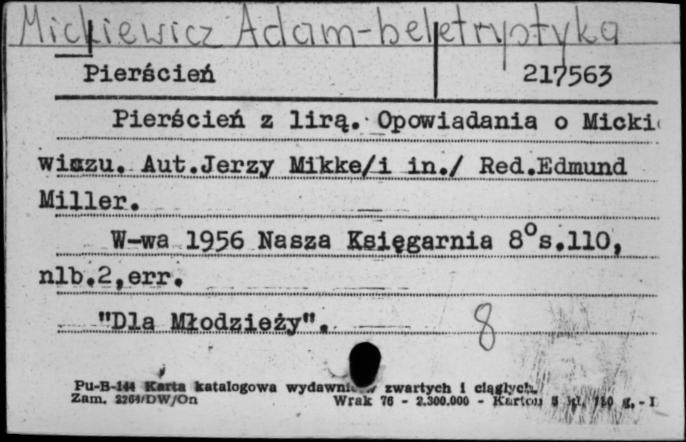 Mickiewicz Adam-beletrystyka
Pierścień 217563
Pierścień z lirą. Opowiadania o Micki
wiszu. Aut.Jerzy Mikke/i in./ Red.Edmund
Miller.
W-wa 1956 Nasza Księgarnia 8°s.110,
nlb.2,err.
"Dla Młodzieży".
8
Pu-B-144 Karta katalogowa zwartych i ciągłych.
Zam. 2264/DW/On Wrak 76 - 2.300.000 - Karton g. - I